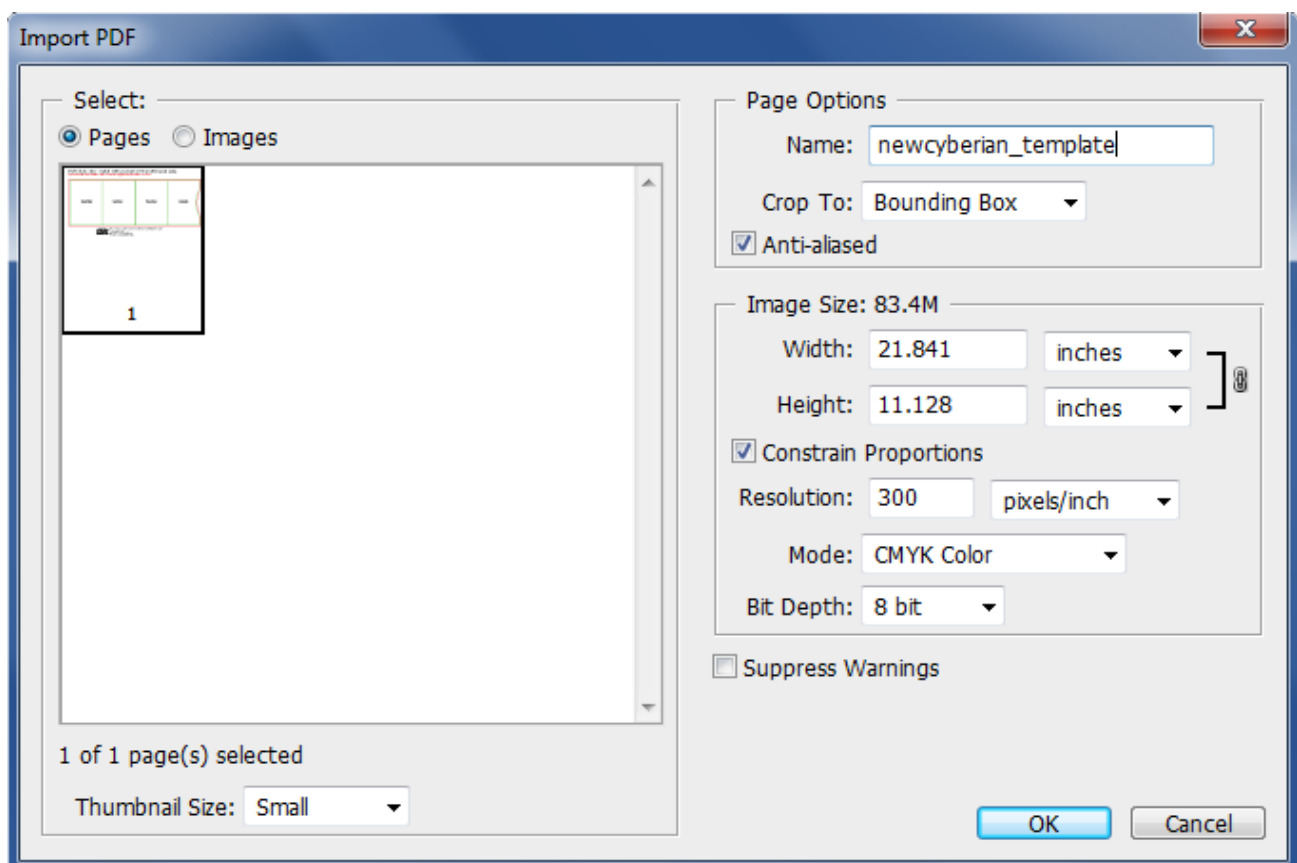 Import PDF
Select:
Pages Images
1
1 of 1 page(s) selected
Thumbnail Size: Small
Page Options
Name: newcyberian_template
Crop To: Bounding Box
Anti-aliased
Image Size: 83.4M
Width: 21.841 inches
Height: 11.128 inches
Constrain Proportions
Resolution: 300 pixels/inch
Mode: CMYK Color
Bit Depth: 8 bit
Suppress Warnings
OK Cancel